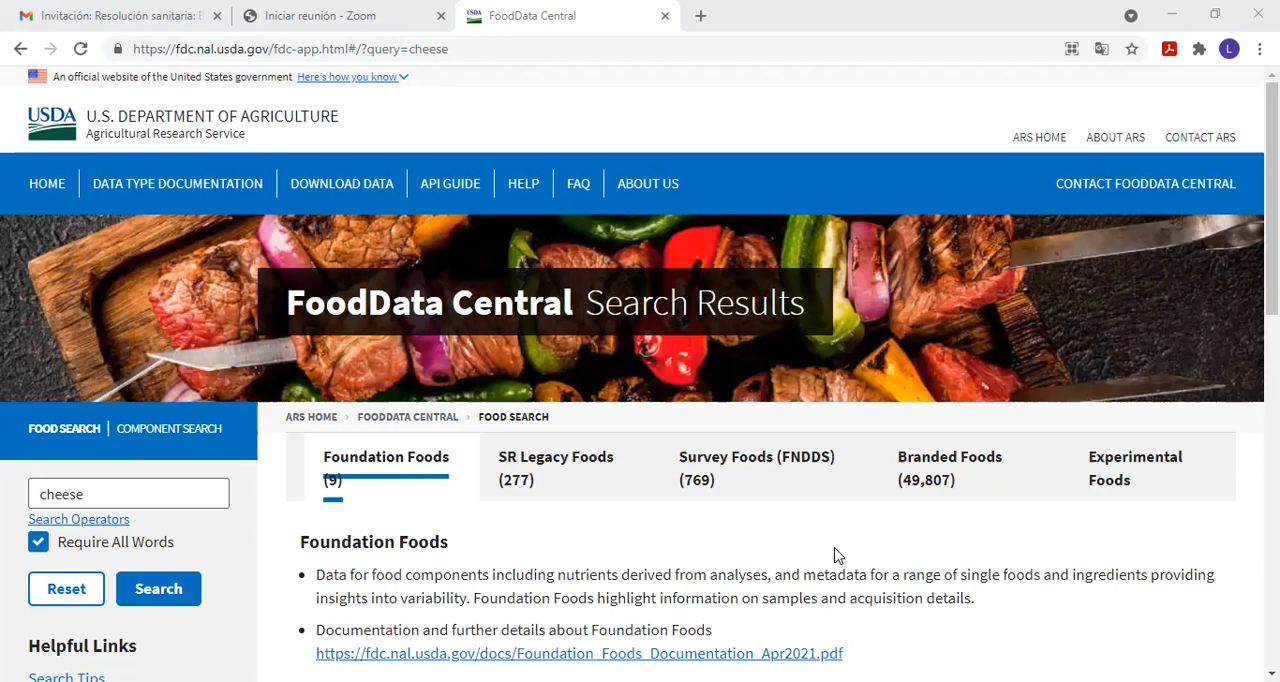 Invitación: Resolución sanitaria: B
Iniciar reunión - Zoom
FoodData Central
https://fdc.nal.usda.gov/fdc-app.html#/?query=cheese
L
An official website of the United States government Here's how you know
USDA
U.S. DEPARTMENT OF AGRICULTURE
Agricultural Research Service
ARS HOME ABOUT ARS CONTACT ARS
HOME DATA TYPE DOCUMENTATION DOWNLOAD DATA API GUIDE HELP FAQ ABOUT US CONTACT FOODDATA CENTRAL
FoodData Central Search Results
FOOD SEARCH | COMPONENT SEARCH
ARS HOME › FOODDATA CENTRAL › FOOD SEARCH
cheese
Search Operators
Require All Words
Reset Search
Helpful Links
Search Tips
Foundation Foods
(9)
SR Legacy Foods
(277)
Survey Foods (FNDDS)
(769)
Branded Foods
(49,807)
Experimental
Foods
Foundation Foods
• Data for food components including nutrients derived from analyses, and metadata for a range of single foods and ingredients providing
insights into variability. Foundation Foods highlight information on samples and acquisition details.
• Documentation and further details about Foundation Foods
https://fdc.nal.usda.gov/docs/Foundation_Foods_Documentation_Apr2021.pdf